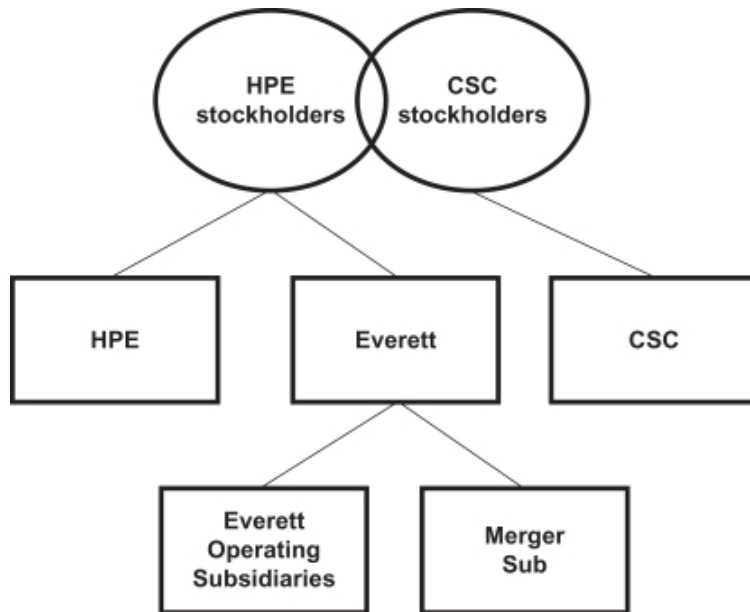 HPE
stockholders
CSC
stockholders
HPE
Everett
CSC
Everett
Operating
Subsidiaries
Merger
Sub